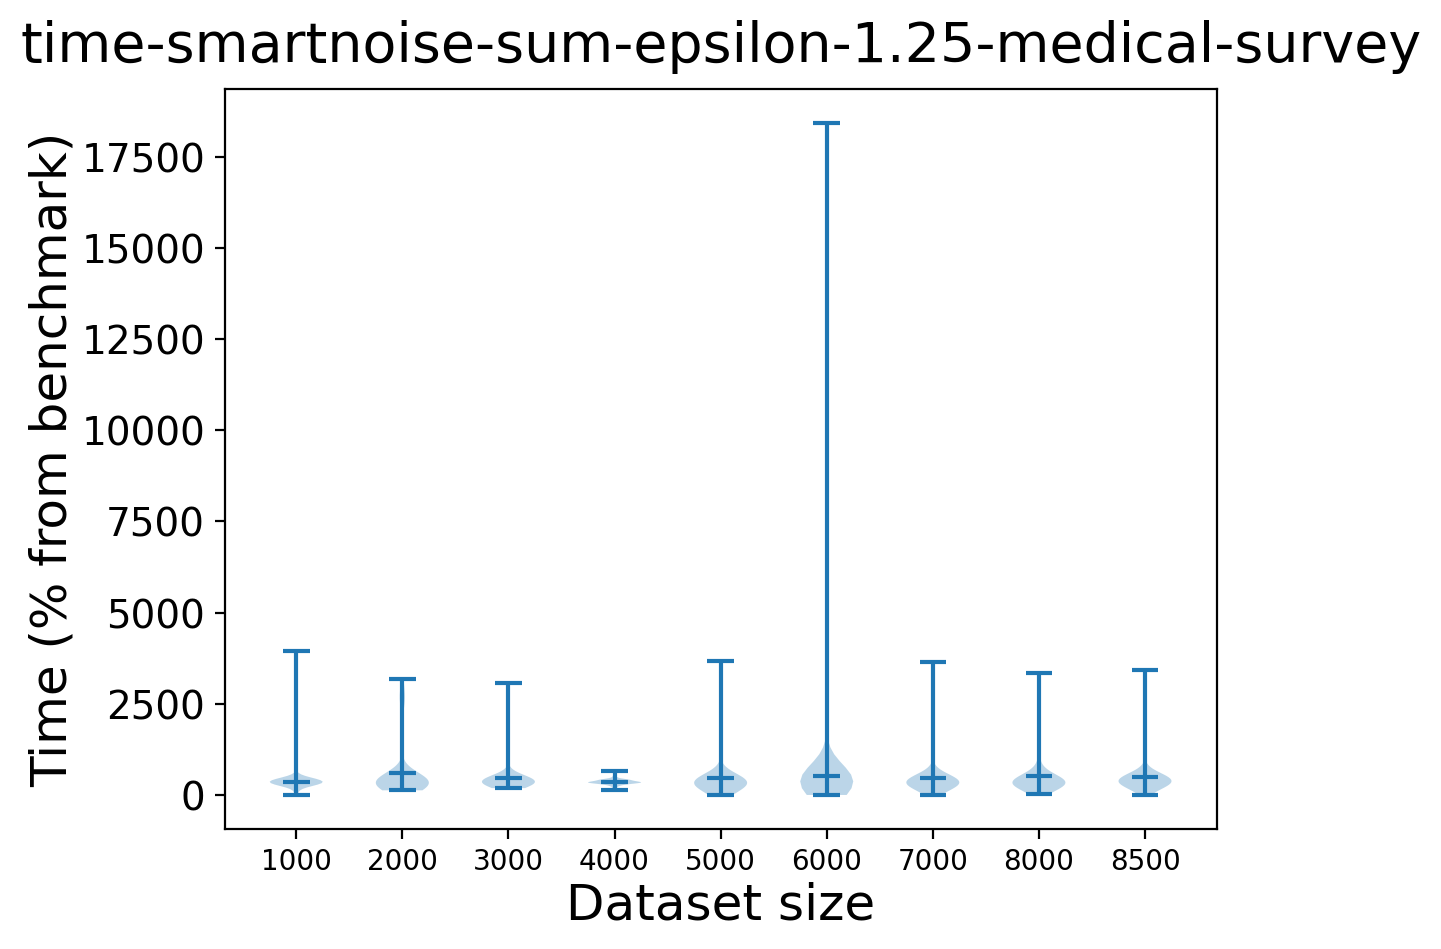 time-smartnoise-sum-epsilon-1.25-medical-survey
Time (% from benchmark)
17500
15000
12500
10000
7500
5000
2500
0
1000 2000 3000 4000 5000 6000 7000 8000 8500
Dataset size